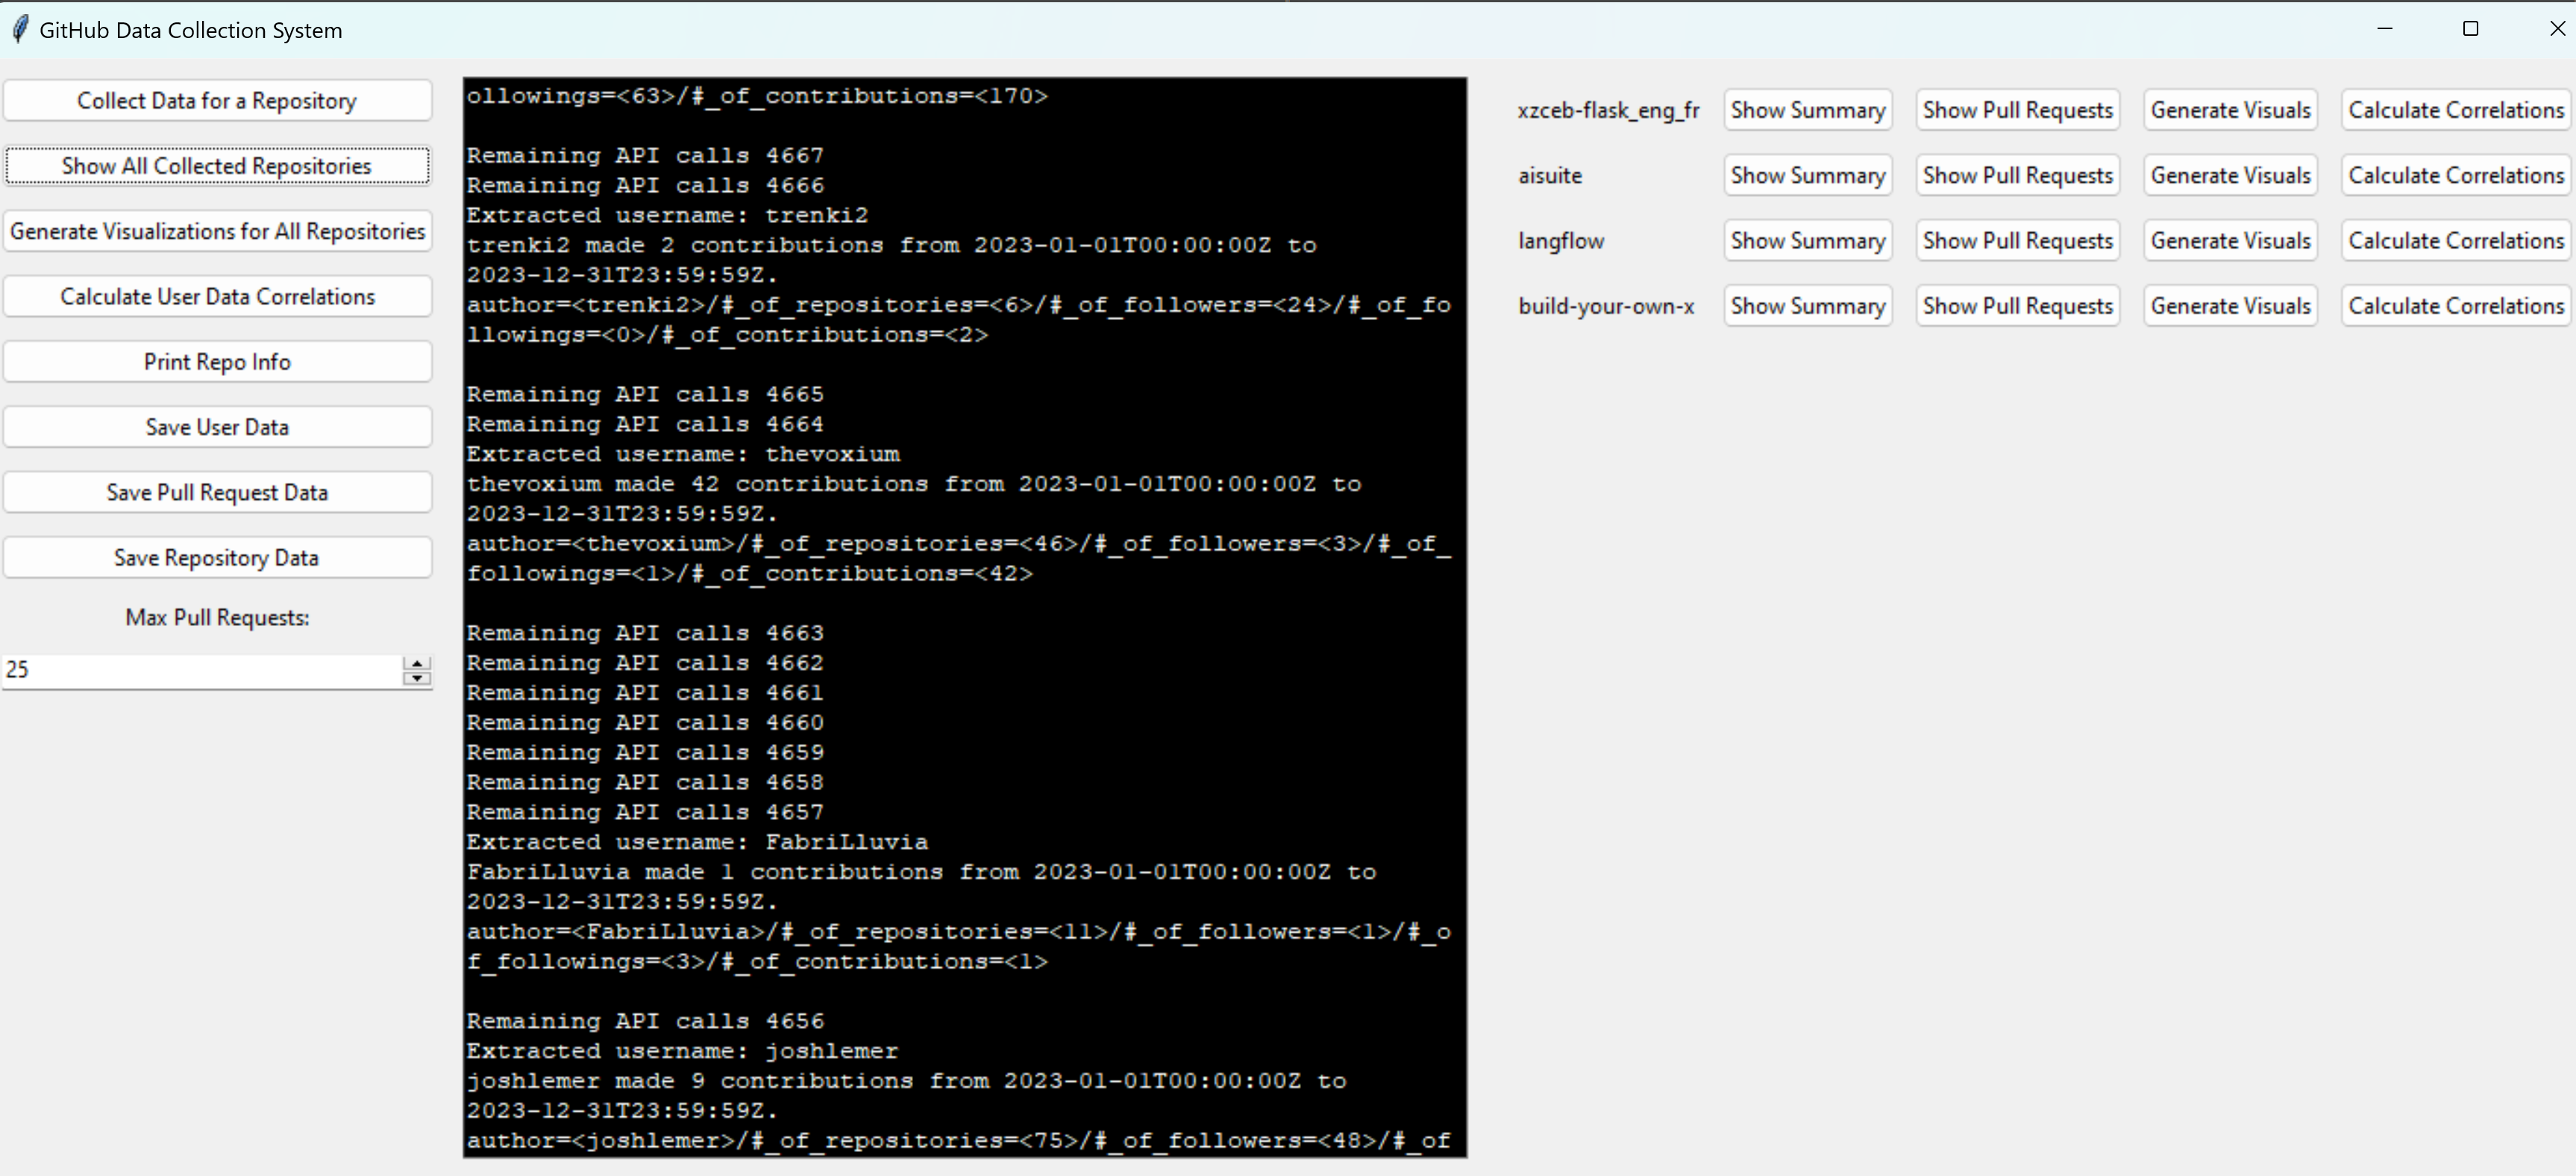 GitHub Data Collection System
Collect Data for a Repository
Show All Collected Repositories
Generate Visualizations for All Repositories
Calculate User Data Correlations
Print Repo Info
Save User Data
Save Pull Request Data
Save Repository Data
Max Pull Requests:
25
ollowings=<63>/#_of_contributions=<170>
Remaining API calls 4667
Remaining API calls 4666
Extracted username: trenki2
trenki2 made 2 contributions from 2023-01-01T00:00:00Z to
2023-12-31T23:59:59Z.
author=<trenki2>/#_of_repositories=<6>/#_of_followers=<24>/#_of_fo
llowings=<0>/#_of_contributions=<2>
Remaining API calls 4665
Remaining API calls 4664
Extracted username: thevoxium
thevoxium made 42 contributions from 2023-01-01T00:00:00Z to
2023-12-31T23:59:59Z.
author=<thevoxium>/#_of_repositories=<46>/#_of_followers=<3>/#_of_
followings=<1>/#_of_contributions=<42>
Remaining API calls 4663
Remaining API calls 4662
Remaining API calls 4661
Remaining API calls 4660
Remaining API calls 4659
Remaining API calls 4658
Remaining API calls 4657
Extracted username: FabriLluvia
FabriLluvia made 1 contributions from 2023-01-01T00:00:00Z to
2023-12-31T23:59:59Z.
author=<FabriLluvia>/#_of_repositories=<11>/#_of_followers=<1>/#_o
f_followings=<3>/#_of_contributions=<1>
Remaining API calls 4656
Extracted username: joshlemer
joshlemer made 9 contributions from 2023-01-01T00:00:00Z to
2023-12-31T23:59:59Z.
author=<joshlemer>/#_of_repositories=<75>/#_of_followers=<48>/#_of
xzceb-flask_eng_fr Show Summary Show Pull Requests Generate Visuals Calculate Correlations
aisuite Show Summary Show Pull Requests Generate Visuals Calculate Correlations
langflow Show Summary Show Pull Requests Generate Visuals Calculate Correlations
build-your-own-x Show Summary Show Pull Requests Generate Visuals Calculate Correlations